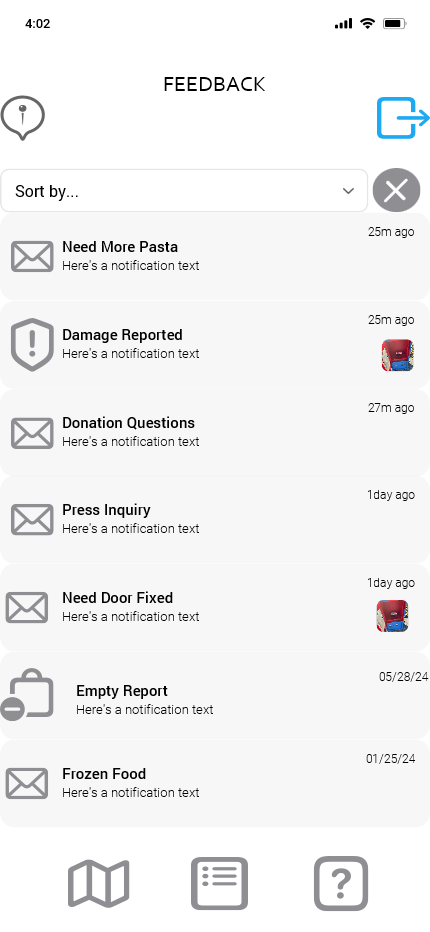 4:02
FEEDBACK
Sort by...
25m ago
Need More Pasta
Here's a notification text
25m ago
Damage Reported
Here's a notification text
27m ago
Donation Questions
Here's a notification text
1day ago
Press Inquiry
Here's a notification text
1day ago
Need Door Fixed
Here's a notification text
05/28/24
Empty Report
Here's a notification text
01/25/24
Frozen Food
Here's a notification text
?